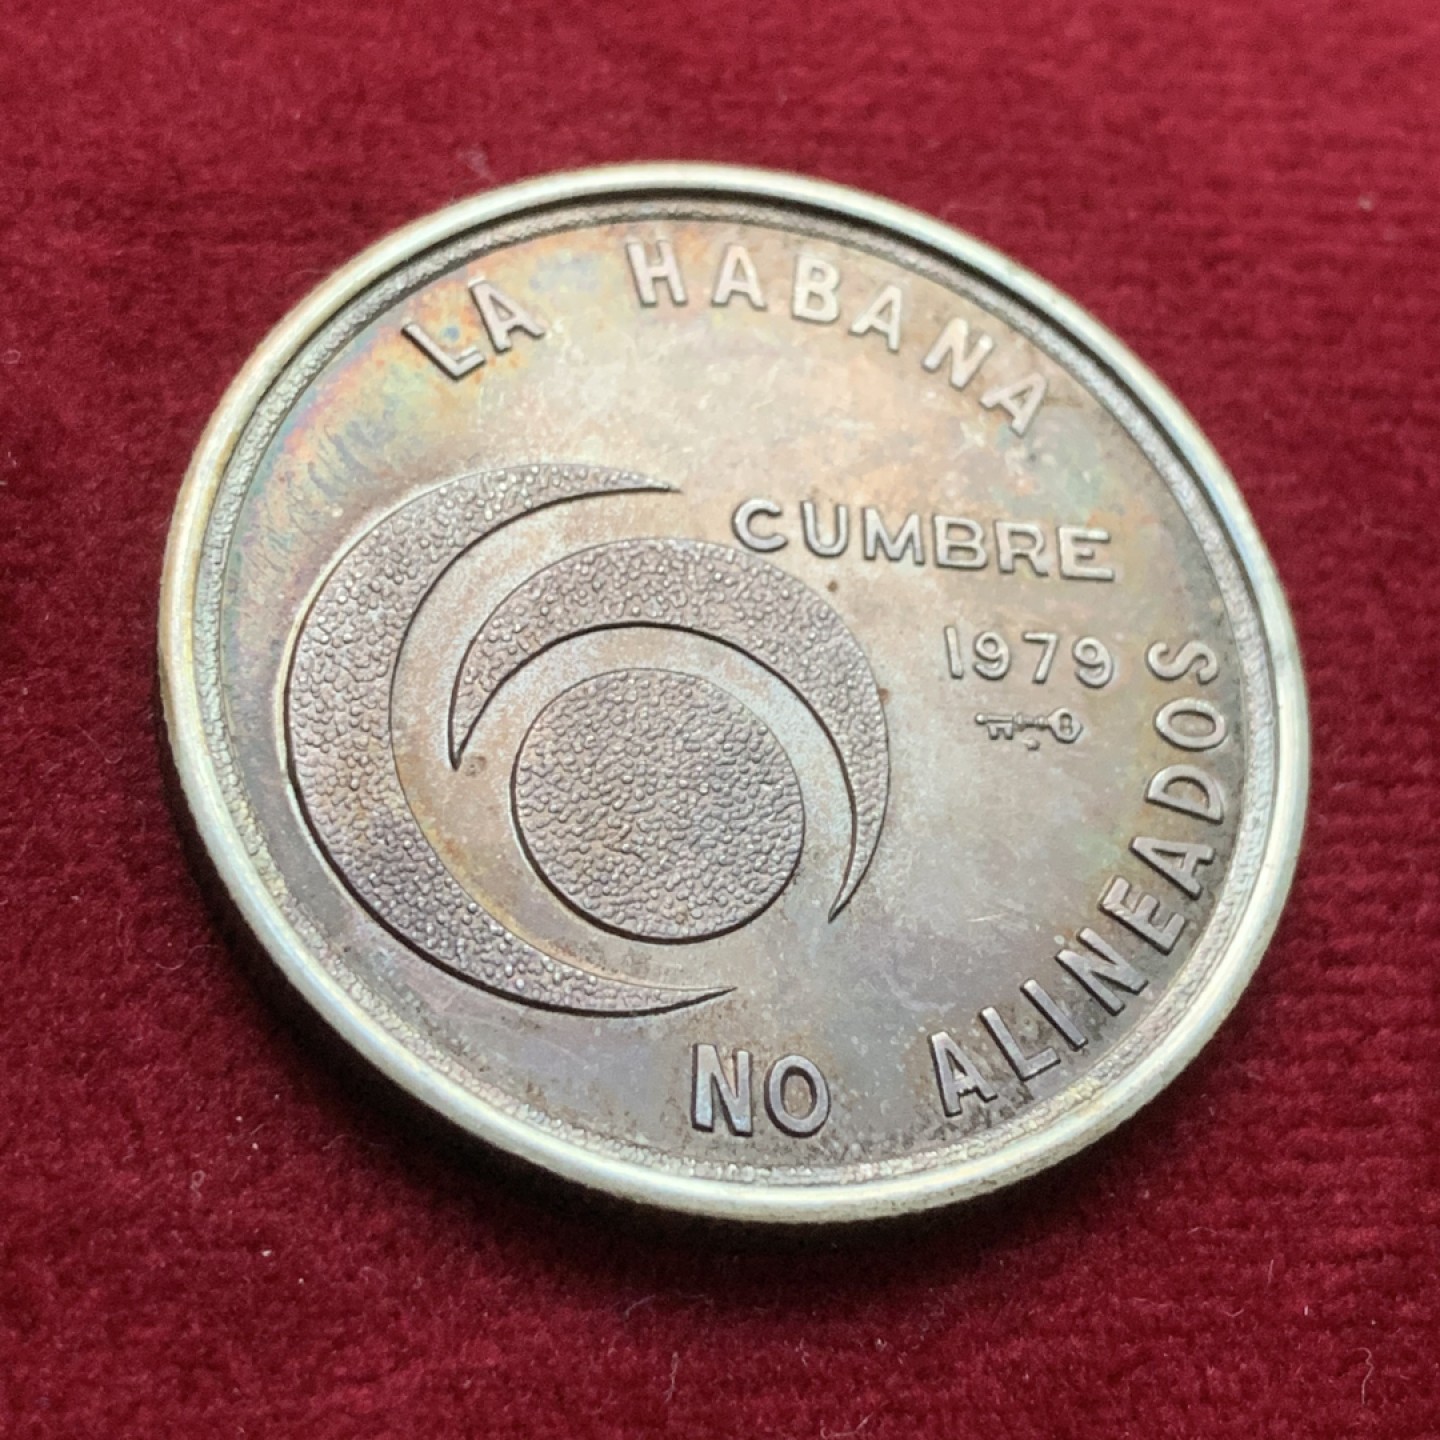 LA HABANA
CUMBRE
1979
NO ALINEADOS